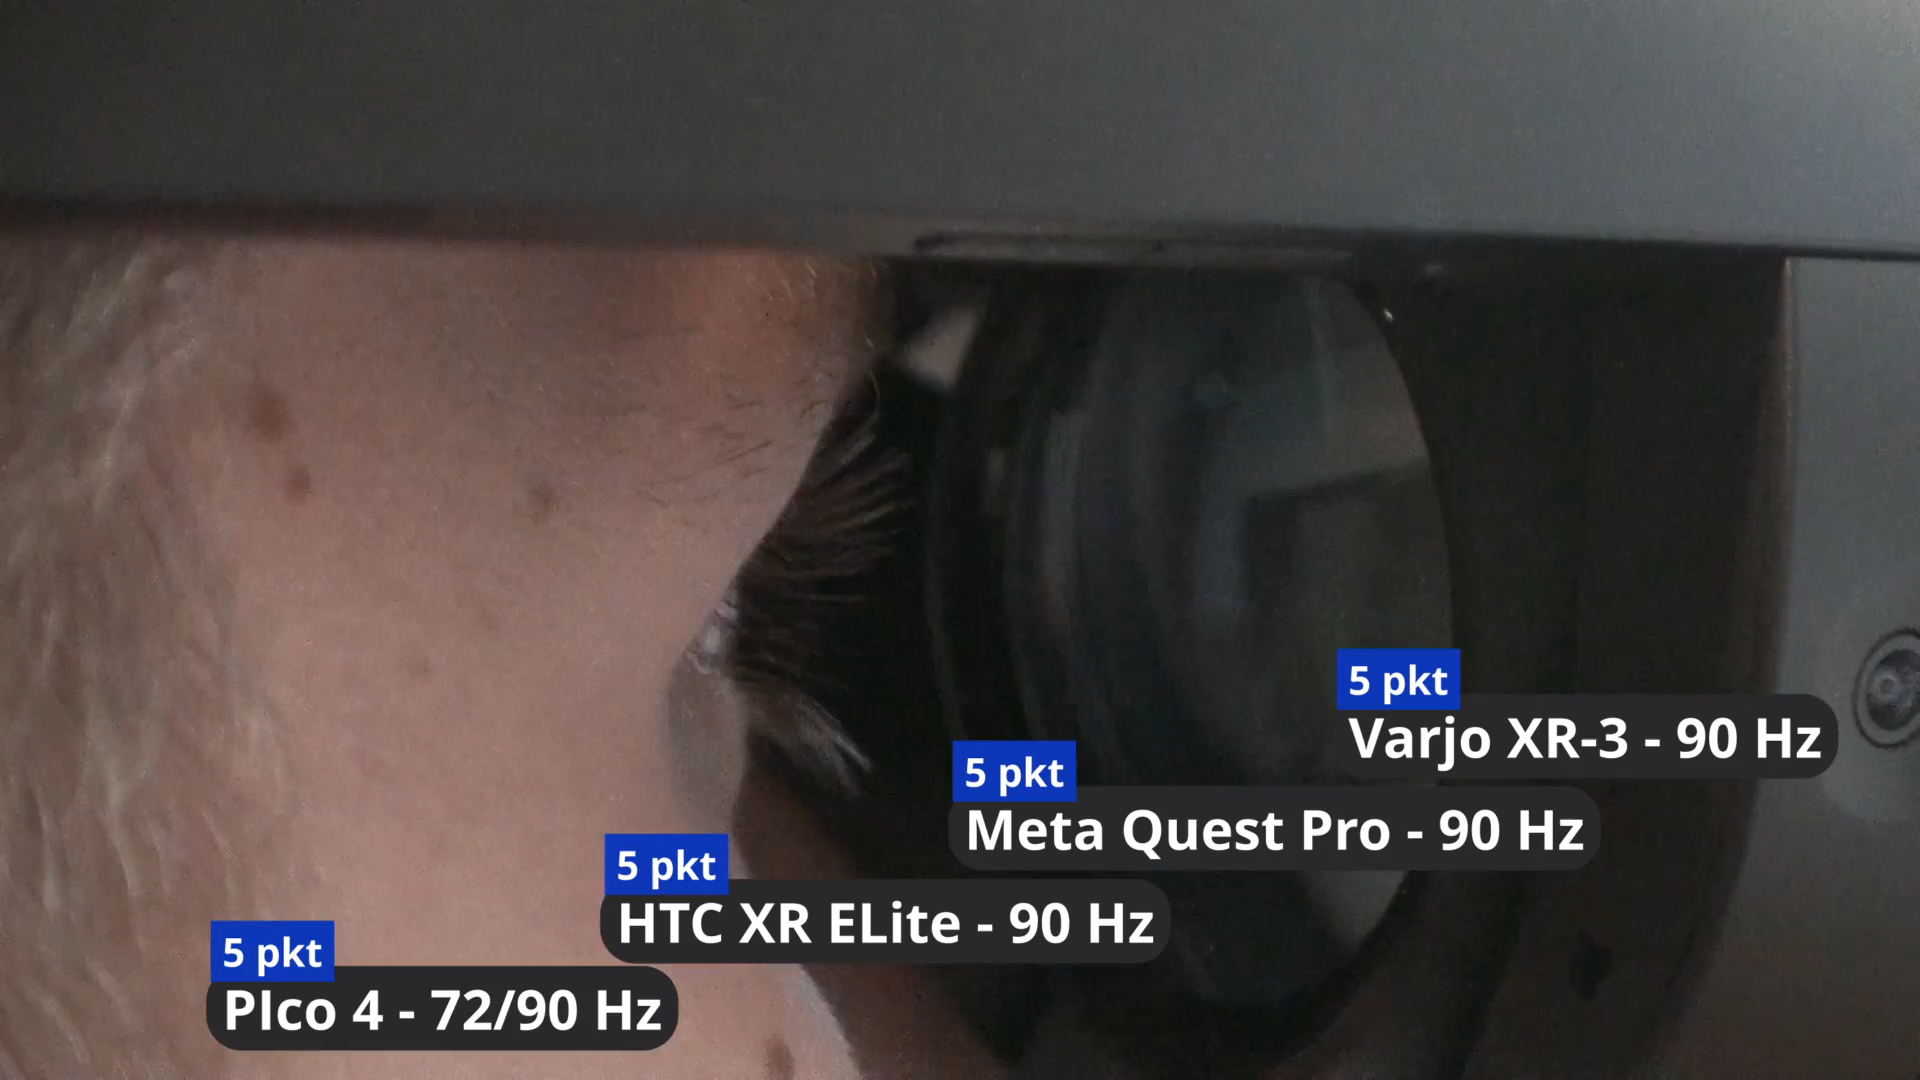 5 pkt
Varjo XR-3 - 90 Hz
5 pkt
Meta Quest Pro - 90 Hz
5 pkt
HTC XR ELite - 90 Hz
5 pkt
PIco 4 - 72/90 Hz